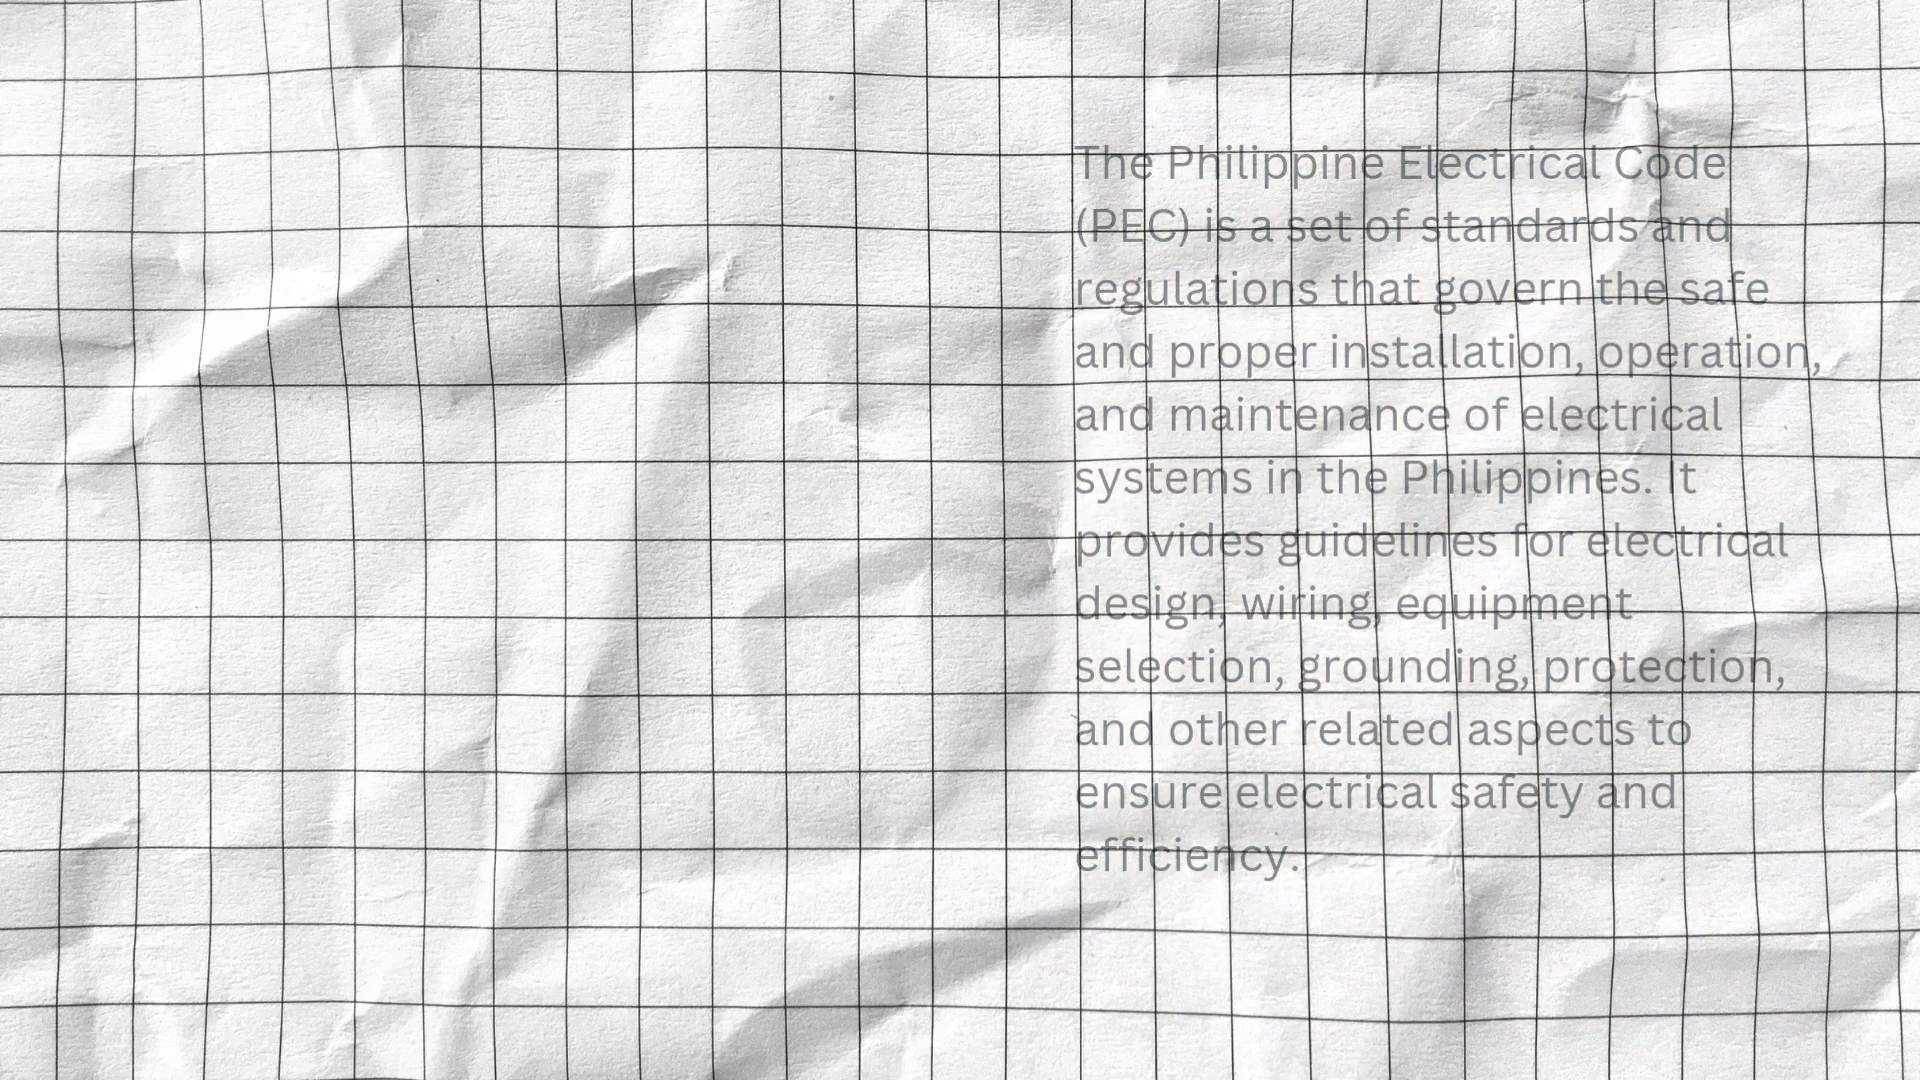 The Philippine Electrical Code
(PEC) is a set of standards and
regulations that govern the safe
and proper installation, operation,
and maintenance of electrical
systems in the Philippines. It
provides guidelines for electrical
design, wiring, equipment
selection, grounding, protection,
and other related aspects to
ensure electrical safety and
efficiency.